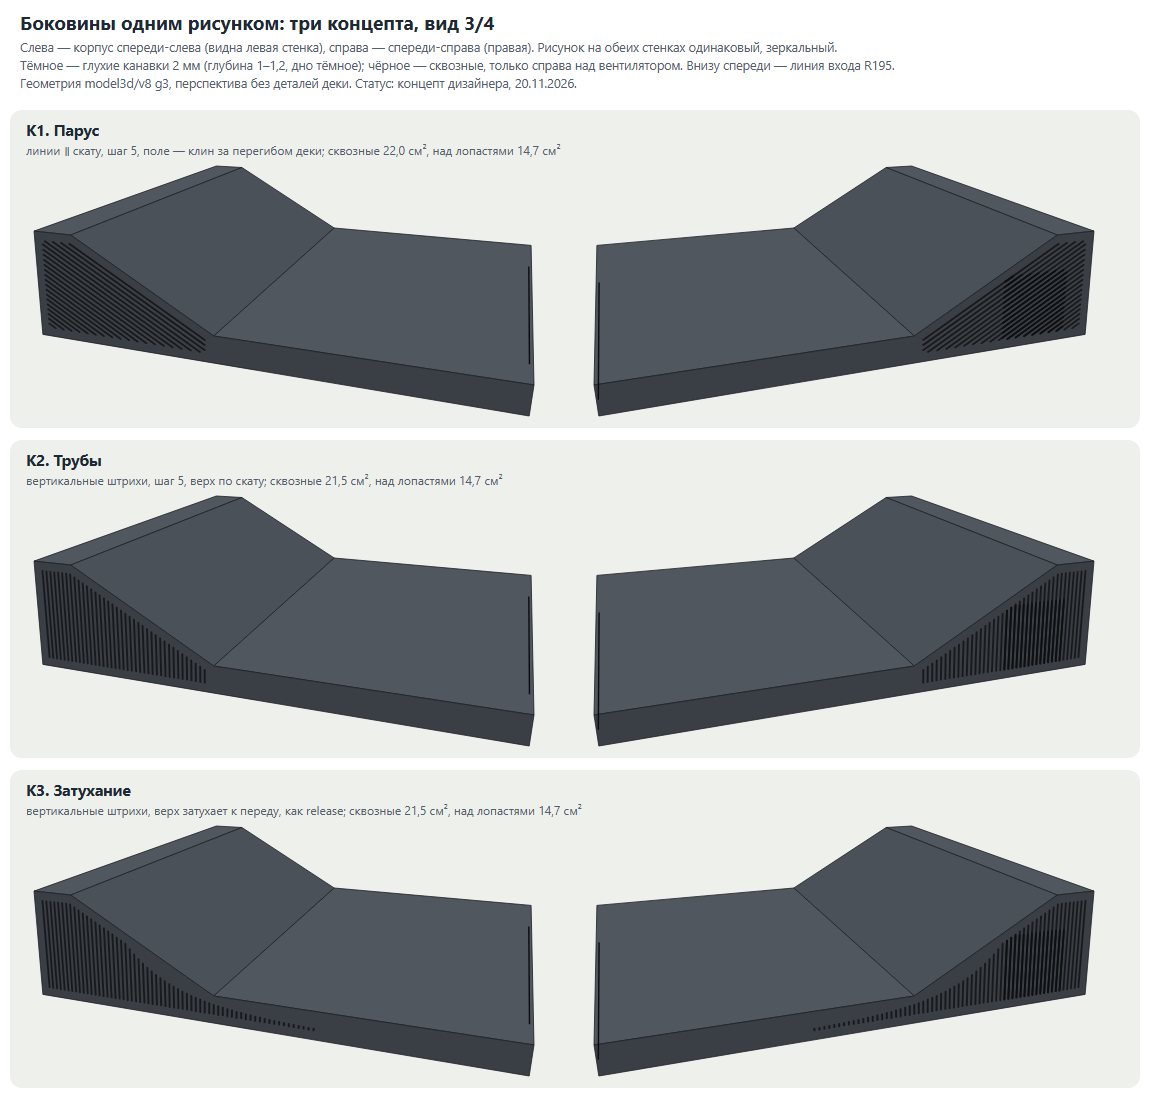 Боковины одним рисунком: три концепта, вид 3/4
Слева — корпус спереди-слева (видна левая стенка), справа — спереди-справа (правая). Рисунок на обеих стенках одинаковый, зеркальный.
Тёмное — глухие канавки 2 мм (глубина 1–1,2, дно тёмное); чёрное — сквозные, только справа над вентилятором. Внизу спереди — линия входа R195.
Геометрия model3d/v8 g3, перспектива без деталей деки. Статус: концепт дизайнера, 20.11.2026.
К1. Парус
линии ∥ скату, шаг 5, поле — клин за перегибом деки; сквозные 22,0 см², над лопастями 14,7 см²
К2. Трубы
вертикальные штрихи, шаг 5, верх по скату; сквозные 21,5 см², над лопастями 14,7 см²
К3. Затухание
вертикальные штрихи, верх затухает к переду, как release; сквозные 21,5 см², над лопастями 14,7 см²